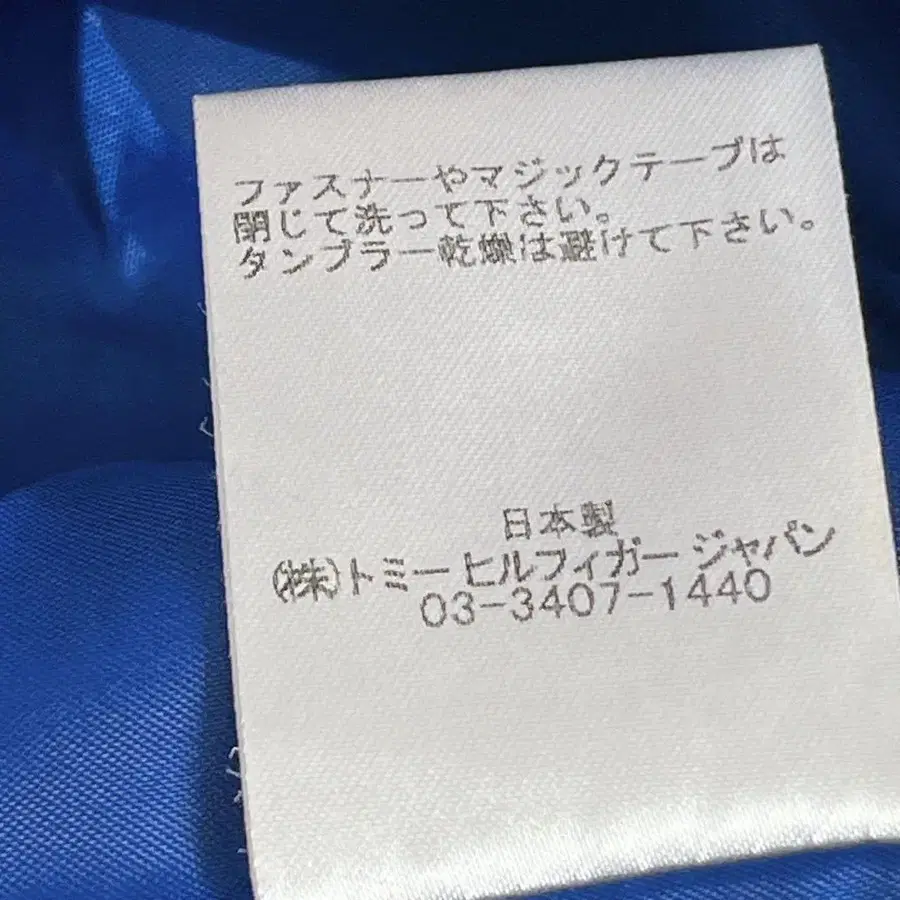 ファスナーやマジックテープは
閉じて洗って下さい。
タンブラー乾燥は避けて下さい。
日本製
(株)トミーヒルフィガージャパン
03-3407-1440